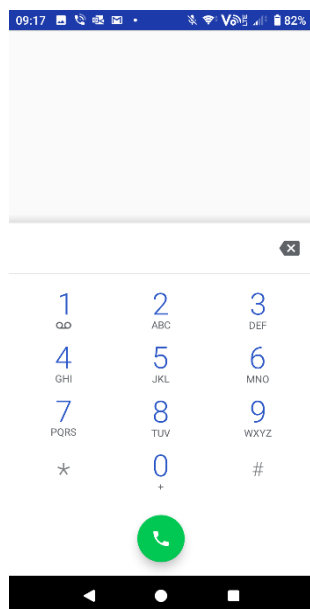 09:17 82%
1 2 3
ABC DEF
4 5 6
GHI JKL MNO
7 8 9
PQRS TUV WXYZ
* 0 #
+